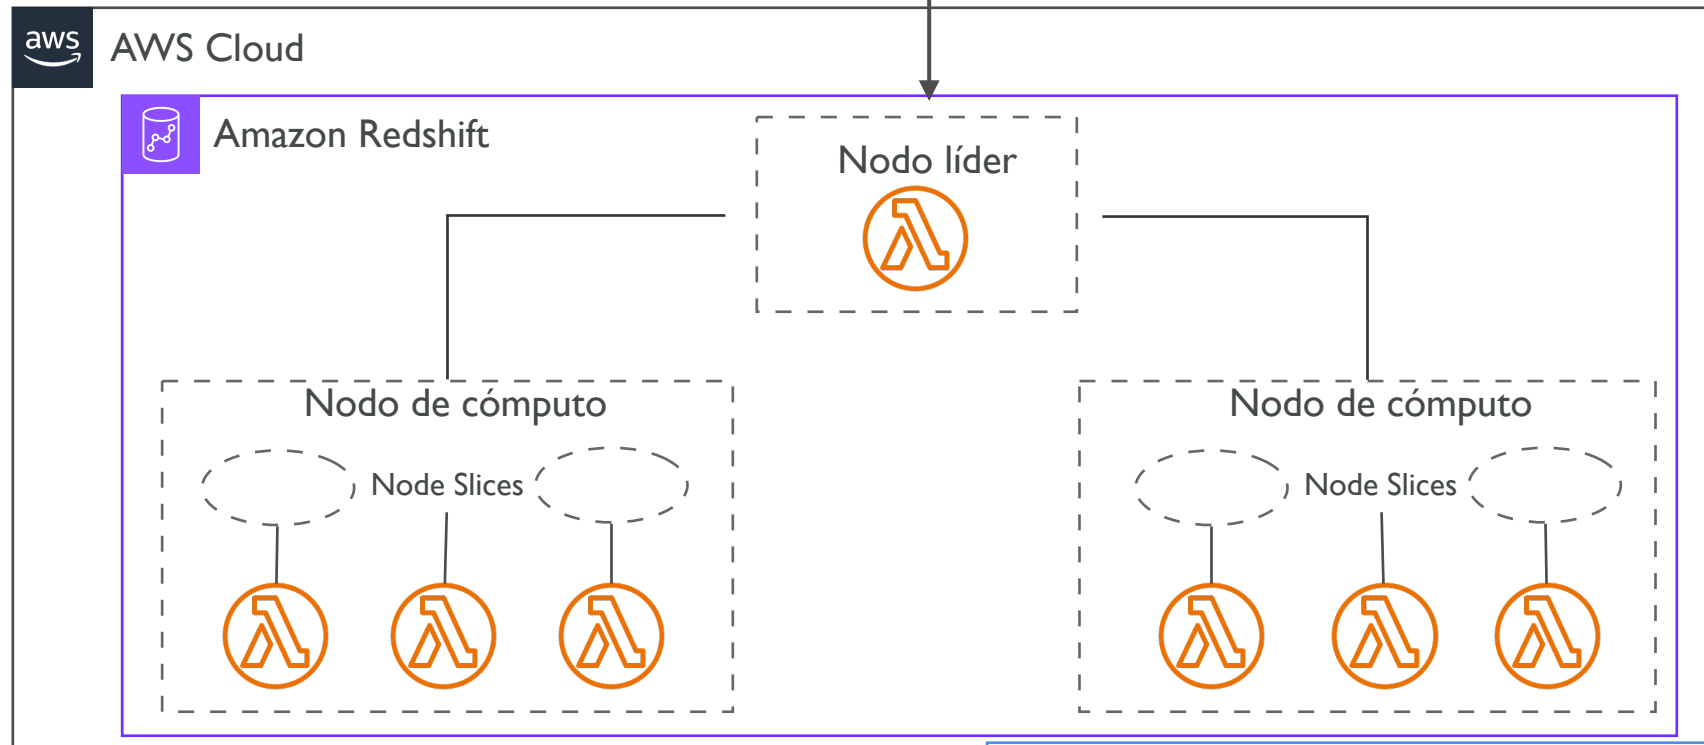 aws
AWS Cloud
Amazon Redshift
Nodo líder
Nodo de cómputo
Node Slices
Nodo de cómputo
Node Slices